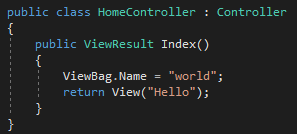 public class HomeController : Controller
{
    public ViewResult Index()
    {
        ViewBag.Name = "world";
        return View("Hello");
    }
}